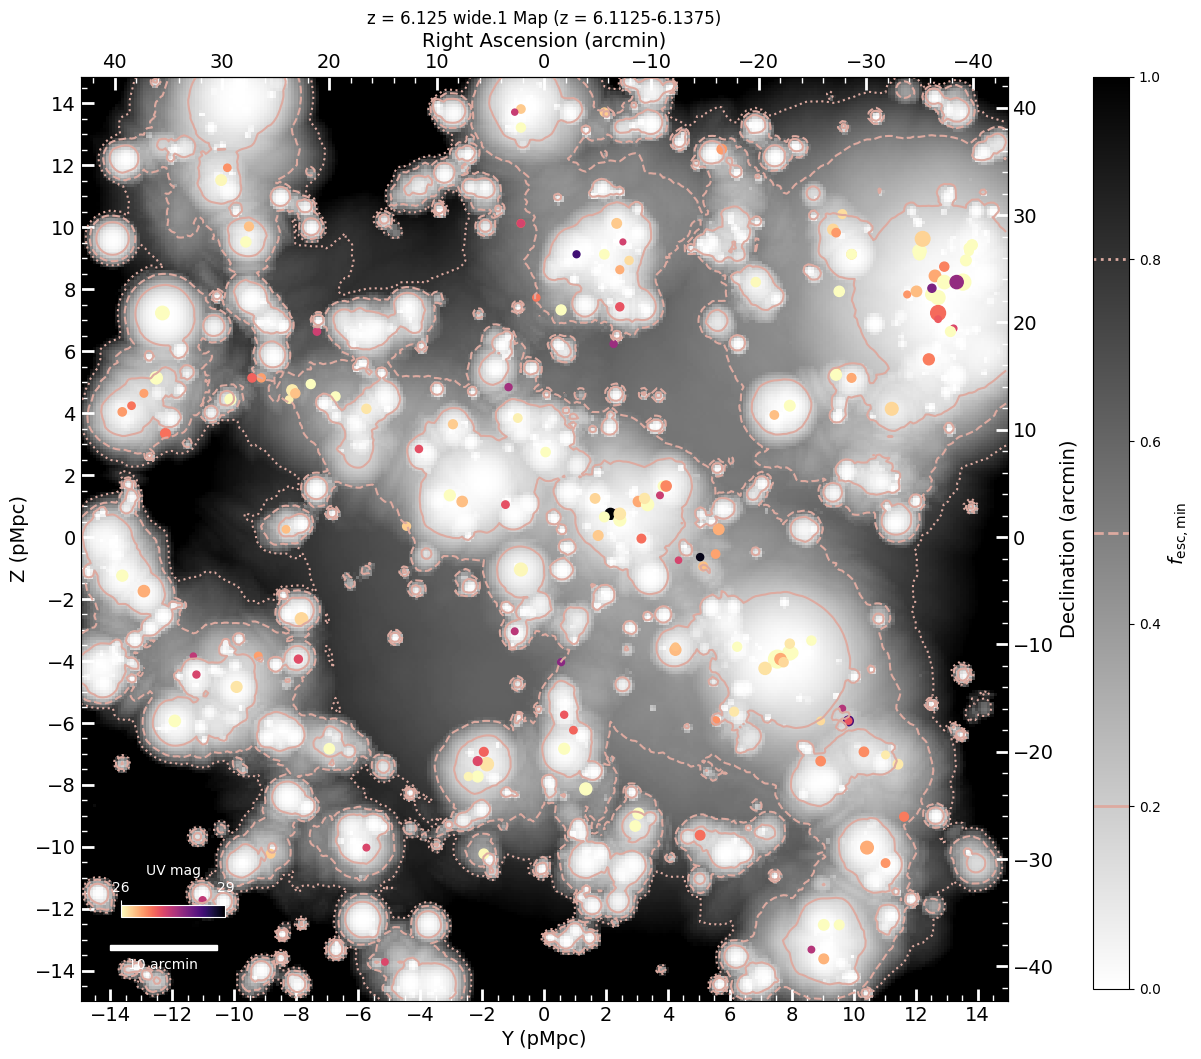 z = 6.125 wide.1 Map (z = 6.1125-6.1375)
Right Ascension (arcmin)
40 30 20 10 0 −10 −20 −30 −40
14 12 10 8 6 4 2 0 −2 −4 −6 −8 −10 −12 −14
Z (pMpc)
40 30 20 10 0 −10 −20 −30 −40
Declination (arcmin)
1.0 0.8 0.6 0.4 0.2 0.0
fesc,min
UV mag
26 29
10 arcmin
−14 −12 −10 −8 −6 −4 −2 0 2 4 6 8 10 12 14
Y (pMpc)